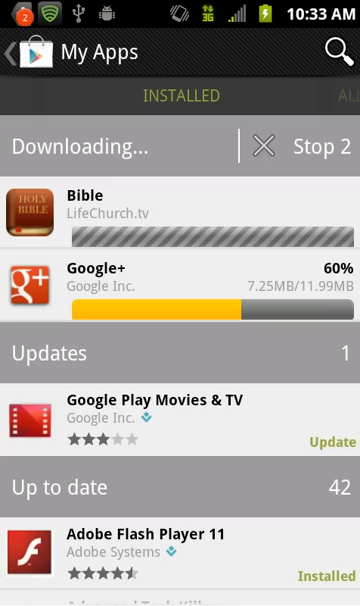 2
3G
10:33 AM
My Apps
INSTALLED
ALL
Downloading...
Stop 2
HOLY
BIBLE
Bible
LifeChurch.tv
g+
Google+
60%
Google Inc.
7.25MB/11.99MB
Updates
1
Google Play Movies & TV
Google Inc.
Update
Up to date
42
Adobe Flash Player 11
Adobe Systems
Installed